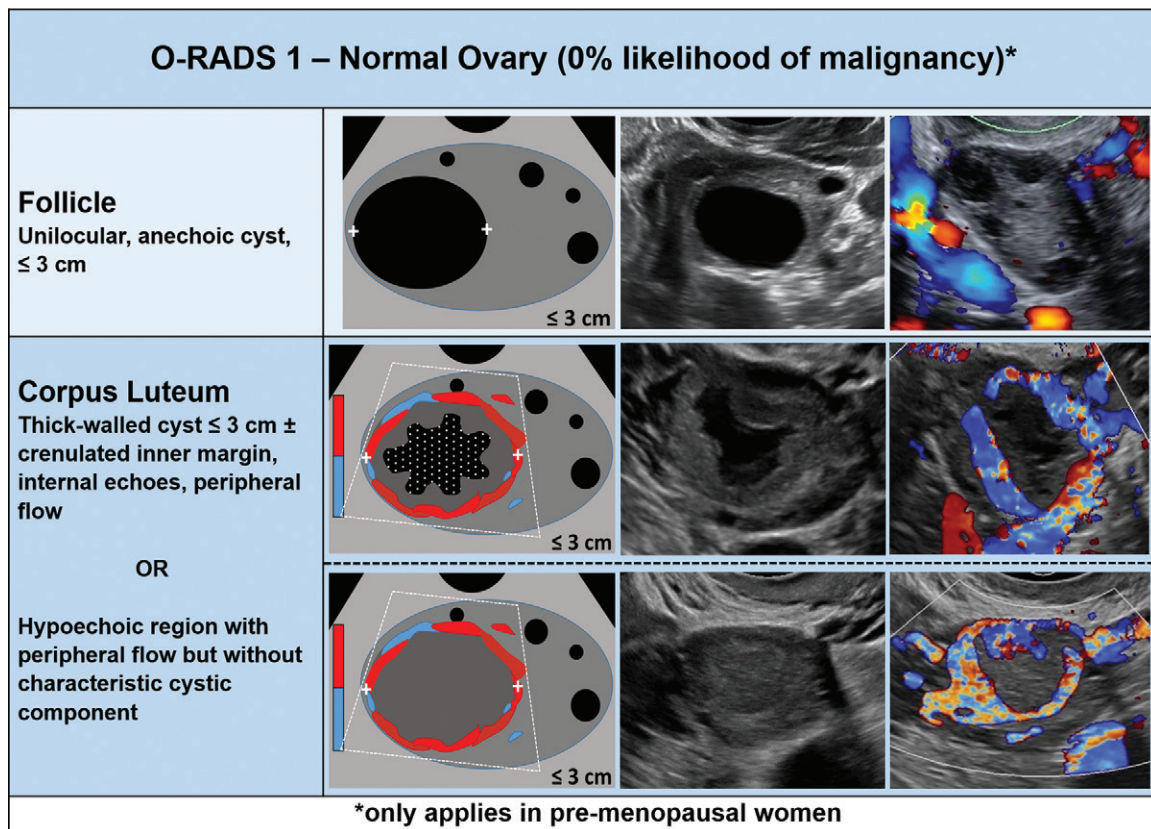 O-RADS 1 – Normal Ovary (0% likelihood of malignancy)*
Follicle
Unilocular, anechoic cyst,
≤ 3 cm
≤ 3 cm
Corpus Luteum
Thick-walled cyst ≤ 3 cm ±
crenulated inner margin,
internal echoes, peripheral
flow
≤ 3 cm
OR
Hypoechoic region with
peripheral flow but without
characteristic cystic
component
≤ 3 cm
*only applies in pre-menopausal women